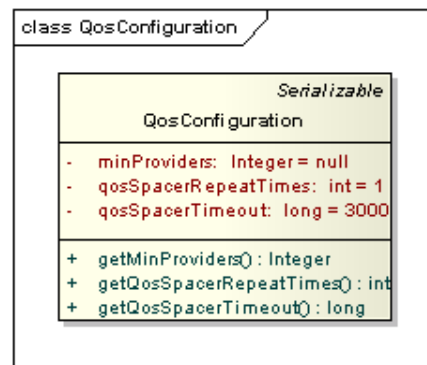 class QosConfiguration
Serializable
QosConfiguration
- minProviders: Integer = null
- qosSpacerRepeatTimes: int = 1
- qosSpacerTimeout: long = 3000
+ getMinProviders() : Integer
+ getQosSpacerRepeatTimes() : int
+ getQosSpacerTimeout() : long